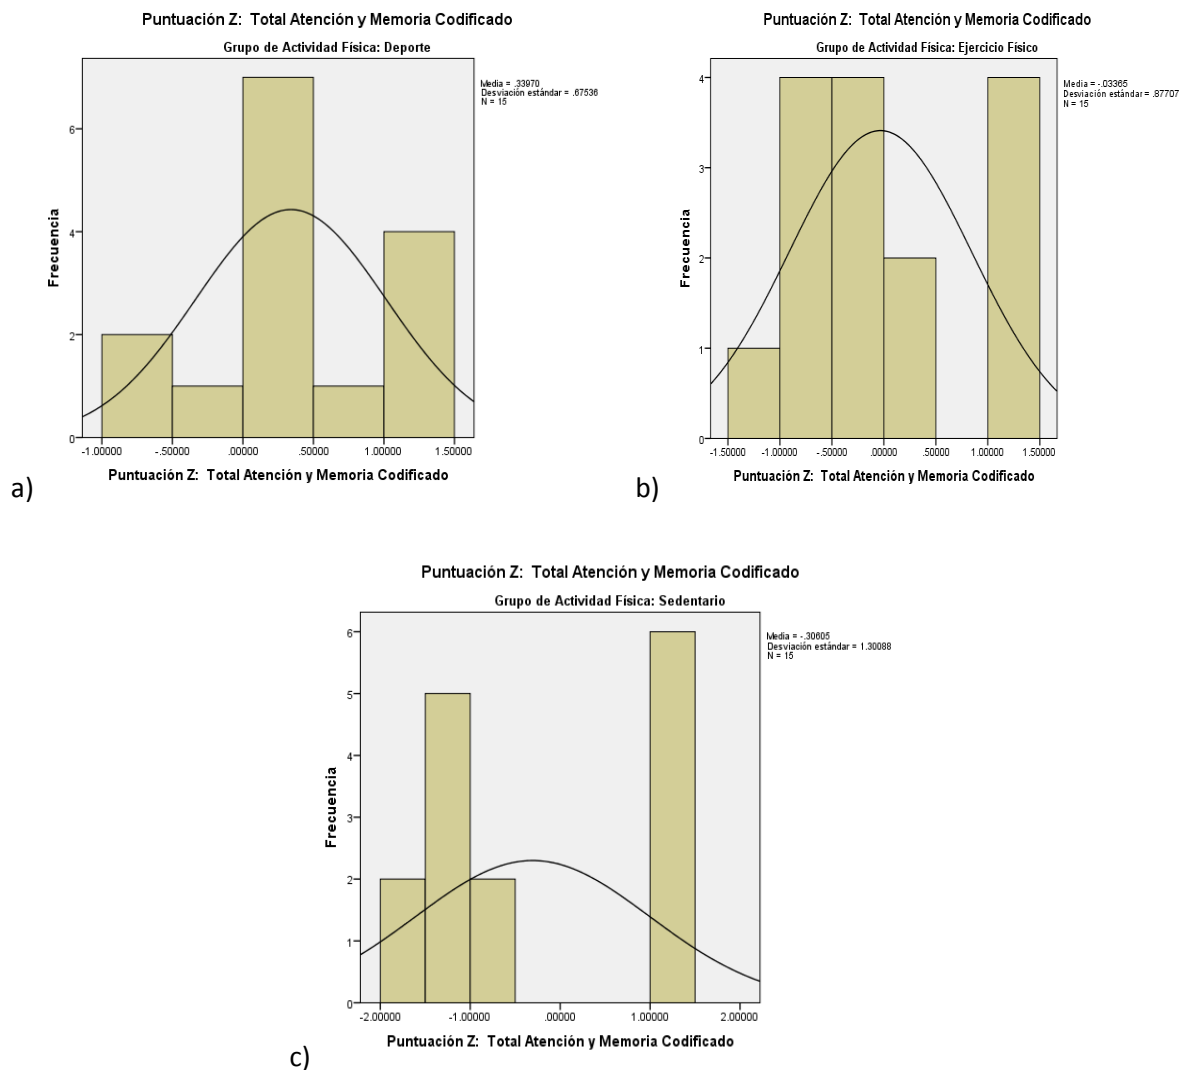 Puntuación Z: Total Atención y Memoria Codificado
Grupo de Actividad Física: Deporte
Media = .33970
Desviación estándar = .67536
N = 15
Frecuencia
6
4
2
0
-1.00000 -.50000 .00000 .50000 1.00000 1.50000
Puntuación Z: Total Atención y Memoria Codificado
a)
Puntuación Z: Total Atención y Memoria Codificado
Grupo de Actividad Física: Ejercicio Físico
Media = -.03365
Desviación estándar = .87707
N = 15
Frecuencia
4
3
2
1
0
-1.50000 -1.00000 -.50000 .00000 .50000 1.00000 1.50000
Puntuación Z: Total Atención y Memoria Codificado
b)
Puntuación Z: Total Atención y Memoria Codificado
Grupo de Actividad Física: Sedentario
Media = -.30605
Desviación estándar = 1.30088
N = 15
Frecuencia
6
5
4
3
2
1
0
-2.00000 -1.00000 .00000 1.00000 2.00000
Puntuación Z: Total Atención y Memoria Codificado
c)